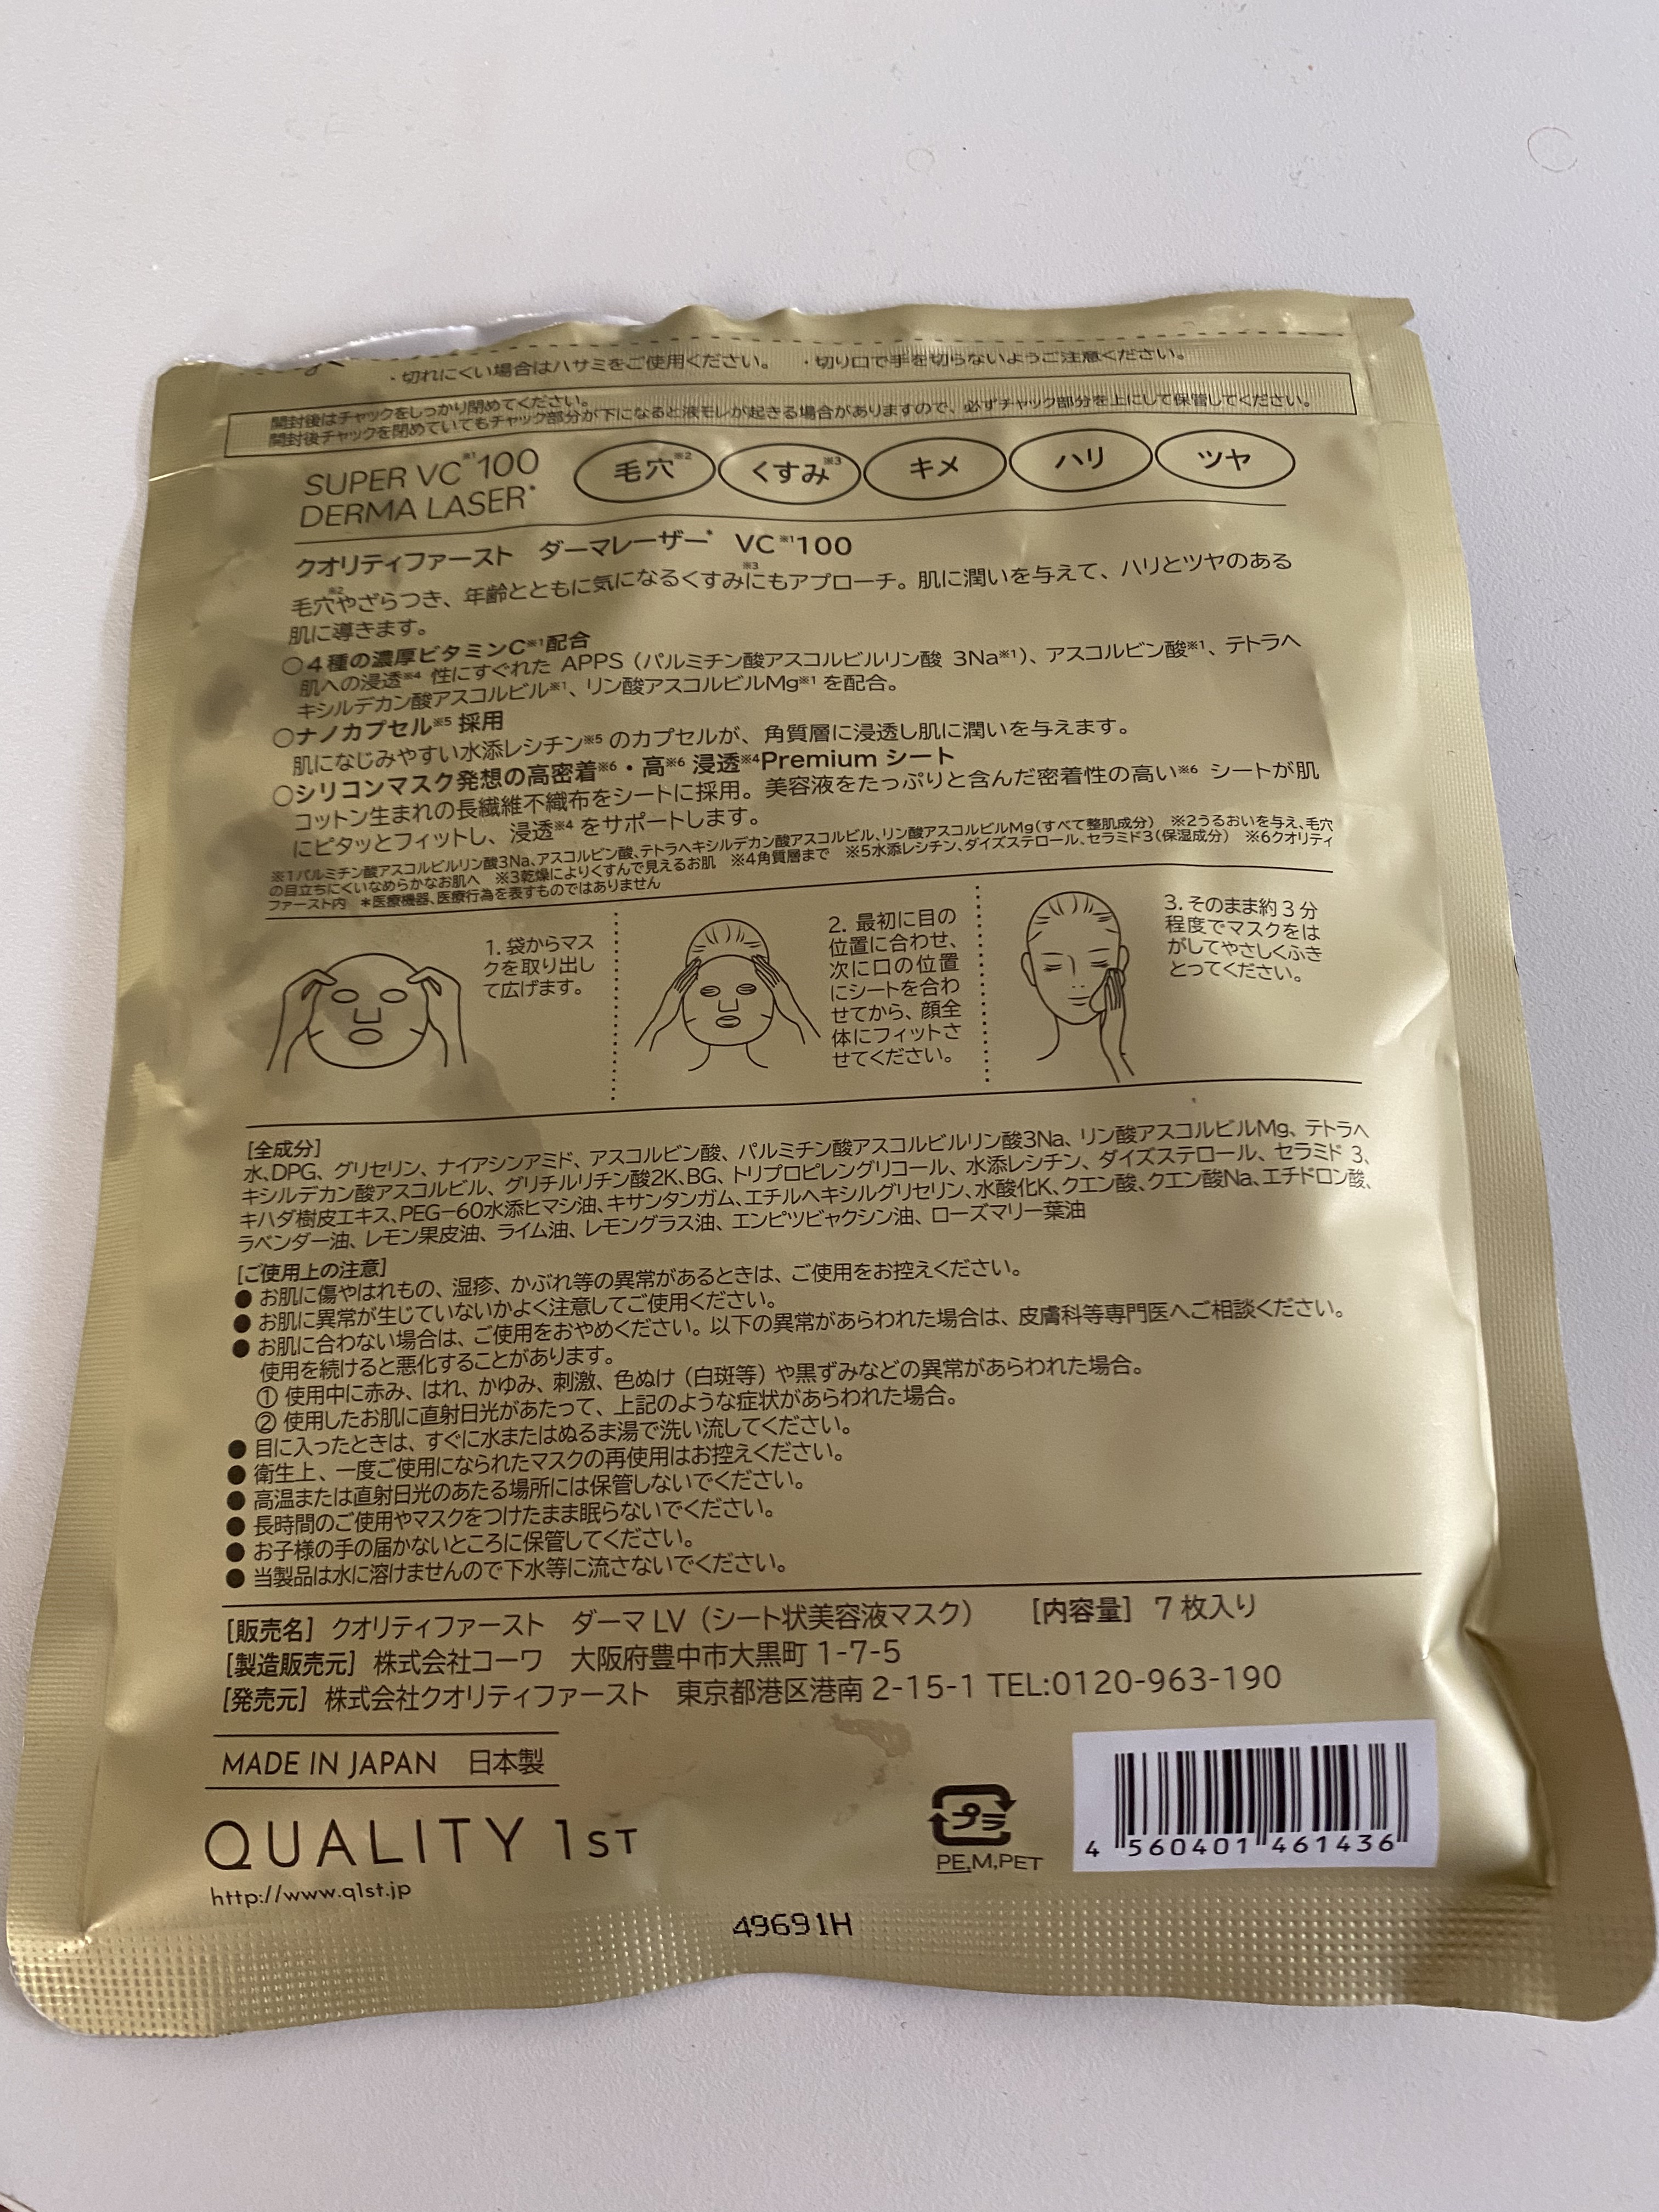 ・切れにくい場合はハサミをご使用ください。 ・切り口で手を切らないようご注意ください。
開封後はチャックをしっかり閉めてください。
開封後チャックを閉めていてもチャック部分が下になると液モレが起きる場合がありますので、必ずチャック部分を上にして保管してください。
SUPER VC※1100
DERMA LASER*
毛穴※2 くすみ※3 キメ ハリ ツヤ
クオリティファースト ダーマレーザー* VC※1100
毛穴※2やざらつき、年齢とともに気になるくすみ※3にもアプローチ。肌に潤いを与えて、ハリとツヤのある
肌に導きます。
○4種の濃厚ビタミンC※1配合
肌への浸透※4 性にすぐれた APPS（パルミチン酸アスコルビルリン酸 3Na※1）、アスコルビン酸※1、テトラヘ
キシルデカン酸アスコルビル※1、リン酸アスコルビルMg※1 を配合。
○ナノカプセル※5 採用
肌になじみやすい水添レシチン※5 のカプセルが、角質層に浸透し肌に潤いを与えます。
○シリコンマスク発想の高密着※6・高※6 浸透※4Premium シート
コットン生まれの長繊維不織布をシートに採用。美容液をたっぷりと含んだ密着性の高い※6 シートが肌
にピタッとフィットし、浸透※4 をサポートします。
※1パルミチン酸アスコルビルリン酸3Na、アスコルビン酸、テトラヘキシルデカン酸アスコルビル、リン酸アスコルビルMg(すべて整肌成分) ※2うるおいを与え、毛穴
の目立ちにくいなめらかなお肌へ ※3乾燥によりくすんで見えるお肌 ※4角質層まで ※5水添レシチン、ダイズステロール、セラミド3(保湿成分) ※6クオリティ
ファースト内 *医療機器、医療行為を表すものではありません
1. 袋からマス
クを取り出し
て広げます。
2. 最初に目の
位置に合わせ、
次に口の位置
にシートを合わ
せてから、顔全
体にフィットさ
せてください。
3. そのまま約3分
程度でマスクをは
がしてやさしくふき
とってください。
[全成分]
水、DPG、グリセリン、ナイアシンアミド、アスコルビン酸、パルミチン酸アスコルビルリン酸3Na、リン酸アスコルビルMg、テトラヘ
キシルデカン酸アスコルビル、グリチルリチン酸2K、BG、トリプロピレングリコール、水添レシチン、ダイズステロール、セラミド 3、
キハダ樹皮エキス、PEG-60水添ヒマシ油、キサンタンガム、エチルヘキシルグリセリン、水酸化K、クエン酸、クエン酸Na、エチドロン酸、
ラベンダー油、レモン果皮油、ライム油、レモングラス油、エンピツビャクシン油、ローズマリー葉油
[ご使用上の注意]
● お肌に傷やはれもの、湿疹、かぶれ等の異常があるときは、ご使用をお控えください。
● お肌に異常が生じていないかよく注意してご使用ください。
● お肌に合わない場合は、ご使用をおやめください。以下の異常があらわれた場合は、皮膚科等専門医へご相談ください。
使用を続けると悪化することがあります。
① 使用中に赤み、はれ、かゆみ、刺激、色ぬけ（白斑等）や黒ずみなどの異常があらわれた場合。
② 使用したお肌に直射日光があたって、上記のような症状があらわれた場合。
● 目に入ったときは、すぐに水またはぬるま湯で洗い流してください。
● 衛生上、一度ご使用になられたマスクの再使用はお控えください。
● 高温または直射日光のあたる場所には保管しないでください。
● 長時間のご使用やマスクをつけたまま眠らないでください。
● お子様の手の届かないところに保管してください。
● 当製品は水に溶けませんので下水等に流さないでください。
[販売名] クオリティファースト ダーマ LV（シート状美容液マスク） [内容量] 7 枚入り
[製造販売元] 株式会社コーワ 大阪府豊中市大黒町 1-7-5
[発売元] 株式会社クオリティファースト 東京都港区港南 2-15-1 TEL:0120-963-190
MADE IN JAPAN 日本製
QUALITY 1ST
http://www.q1st.jp
プラ
PE,M,PET
4 560401 461436
49691H